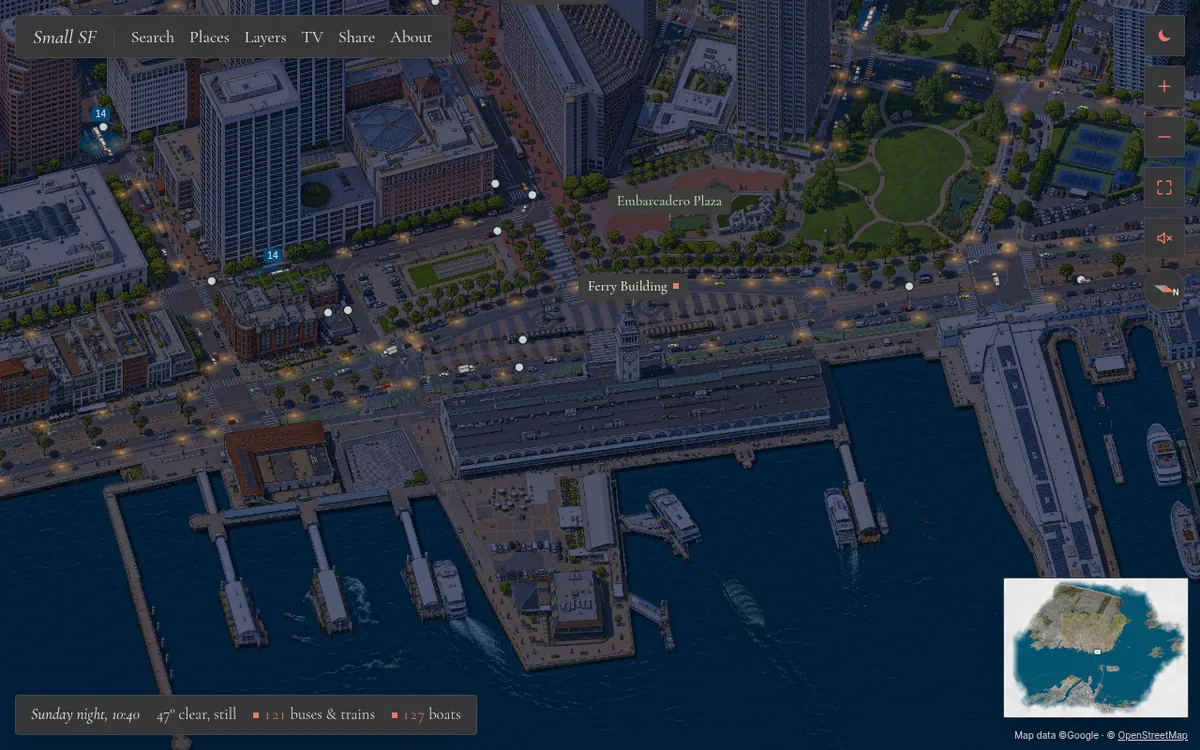 Small SF
Search Places Layers TV Share About
14
Embarcadero Plaza
14
Ferry Building
N
Sunday night, 10:40 47° clear, still 121 buses & trains 127 boats
Map data ©Google · © OpenStreetMap